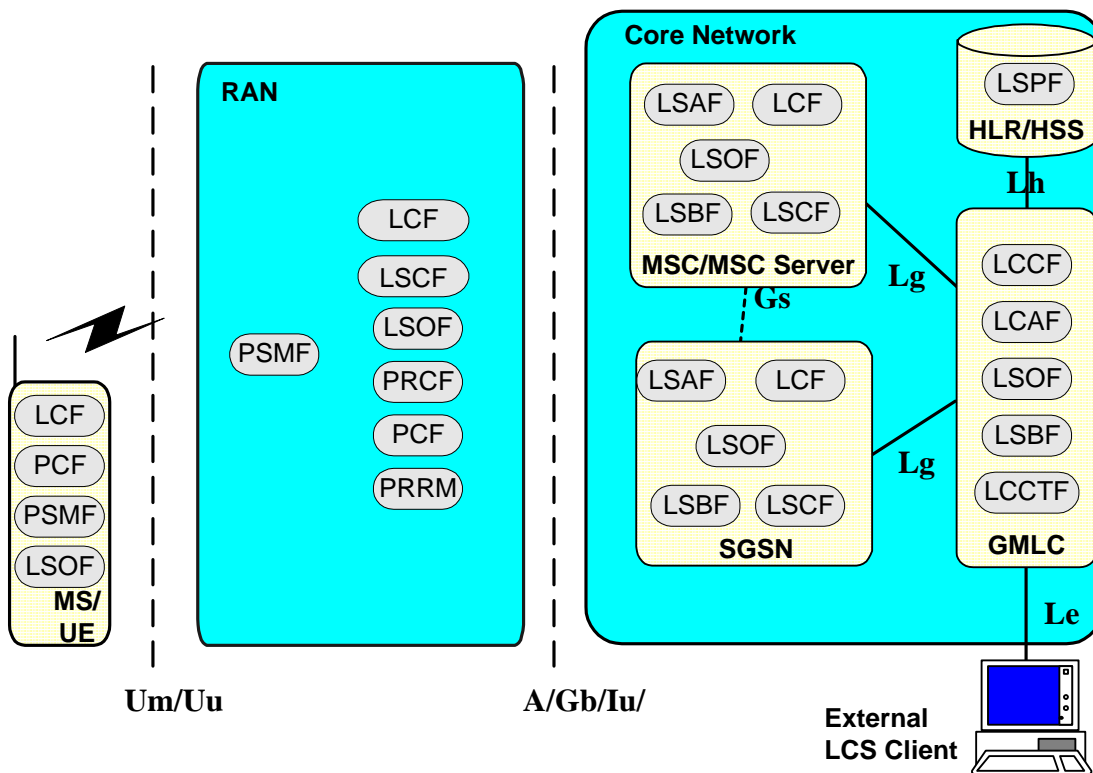 Core Network
RAN
LSPF
HLR/HSS
LSAF
LCF
LSOF
LSBF
LSCF
MSC/MSC Server
Lh
Lg
Gs
LCF
LSCF
LSOF
PRCF
PCF
PRRM
PSMF
LCF
PCF
PSMF
LSOF
MS/
UE
LSAF
LCF
LSOF
LSBF
LSCF
SGSN
Lg
LCCF
LCAF
LSOF
LSBF
LCCTF
GMLC
Le
Um/Uu
A/Gb/Iu/
External
LCS Client